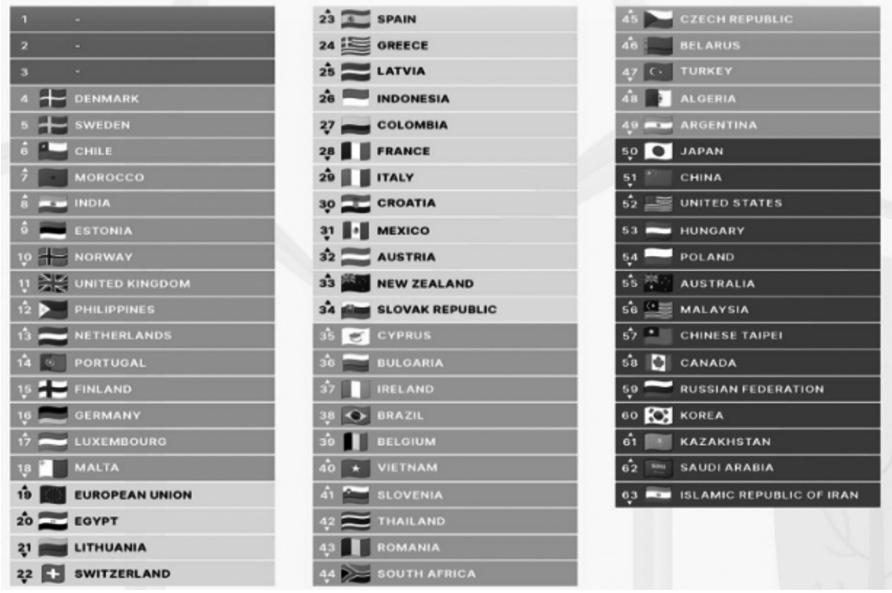 1 -
2 -
3 -
4 DENMARK
5 SWEDEN
6 CHILE
7 MOROCCO
8 INDIA
9 ESTONIA
10 NORWAY
11 UNITED KINGDOM
12 PHILIPPINES
13 NETHERLANDS
14 PORTUGAL
15 FINLAND
16 GERMANY
17 LUXEMBOURG
18 MALTA
19 EUROPEAN UNION
20 EGYPT
21 LITHUANIA
22 SWITZERLAND
23 SPAIN
24 GREECE
25 LATVIA
26 INDONESIA
27 COLOMBIA
28 FRANCE
29 ITALY
30 CROATIA
31 MEXICO
32 AUSTRIA
33 NEW ZEALAND
34 SLOVAK REPUBLIC
35 CYPRUS
36 BULGARIA
37 IRELAND
38 BRAZIL
39 BELGIUM
40 VIETNAM
41 SLOVENIA
42 THAILAND
43 ROMANIA
44 SOUTH AFRICA
45 CZECH REPUBLIC
46 BELARUS
47 TURKEY
48 ALGERIA
49 ARGENTINA
50 JAPAN
51 CHINA
52 UNITED STATES
53 HUNGARY
54 POLAND
55 AUSTRALIA
56 MALAYSIA
57 CHINESE TAIPEI
58 CANADA
59 RUSSIAN FEDERATION
60 KOREA
61 KAZAKHSTAN
62 SAUDI ARABIA
63 ISLAMIC REPUBLIC OF IRAN